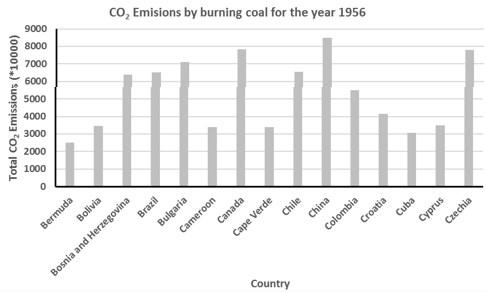 CO₂ Emisions by burning coal for the year 1956
Total CO₂ Emissions (*10000)
9000
8000
7000
6000
5000
4000
3000
2000
1000
0
Bermuda
Bolivia
Bosnia and Herzegovina
Brazil
Bulgaria
Cameroon
Canada
Cape Verde
Chile
China
Colombia
Croatia
Cuba
Cyprus
Czechia
Country